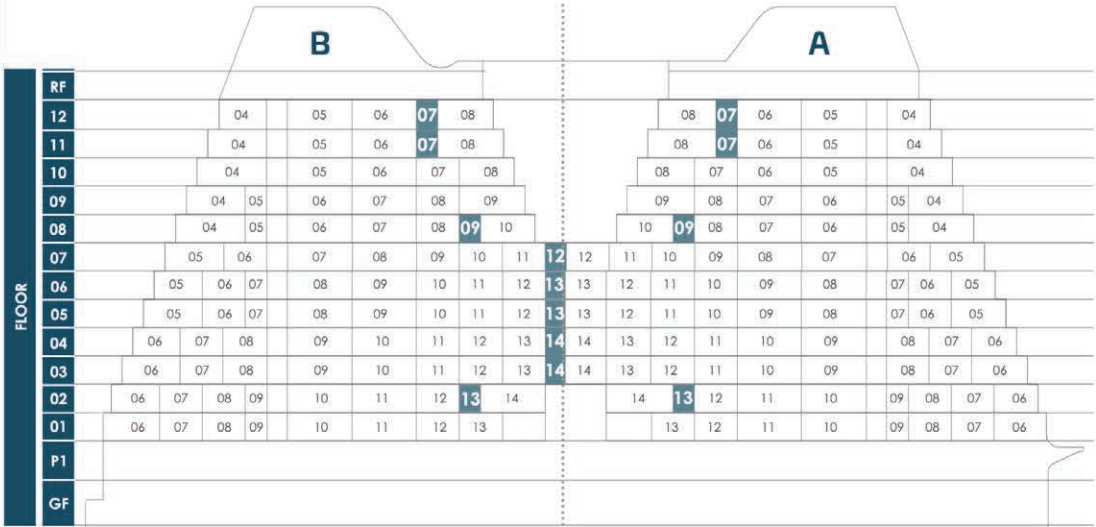 B A
FLOOR
RF
12 04 05 06 07 08 08 07 06 05 04
11 04 05 06 07 08 08 07 06 05 04
10 04 05 06 07 08 08 07 06 05 04
09 04 05 06 07 08 09 09 08 07 06 05 04
08 04 05 06 07 08 09 10 10 09 08 07 06 05 04
07 05 06 07 08 09 10 11 12 12 11 10 09 08 07 06 05
06 05 06 07 08 09 10 11 12 13 13 12 11 10 09 08 07 06 05
05 05 06 07 08 09 10 11 12 13 13 12 11 10 09 08 07 06 05
04 06 07 08 09 10 11 12 13 14 14 13 12 11 10 09 08 07 06
03 06 07 08 09 10 11 12 13 14 14 13 12 11 10 09 08 07 06
02 06 07 08 09 10 11 12 13 14 14 13 12 11 10 09 08 07 06
01 06 07 08 09 10 11 12 13 13 12 11 10 09 08 07 06
P1
GF